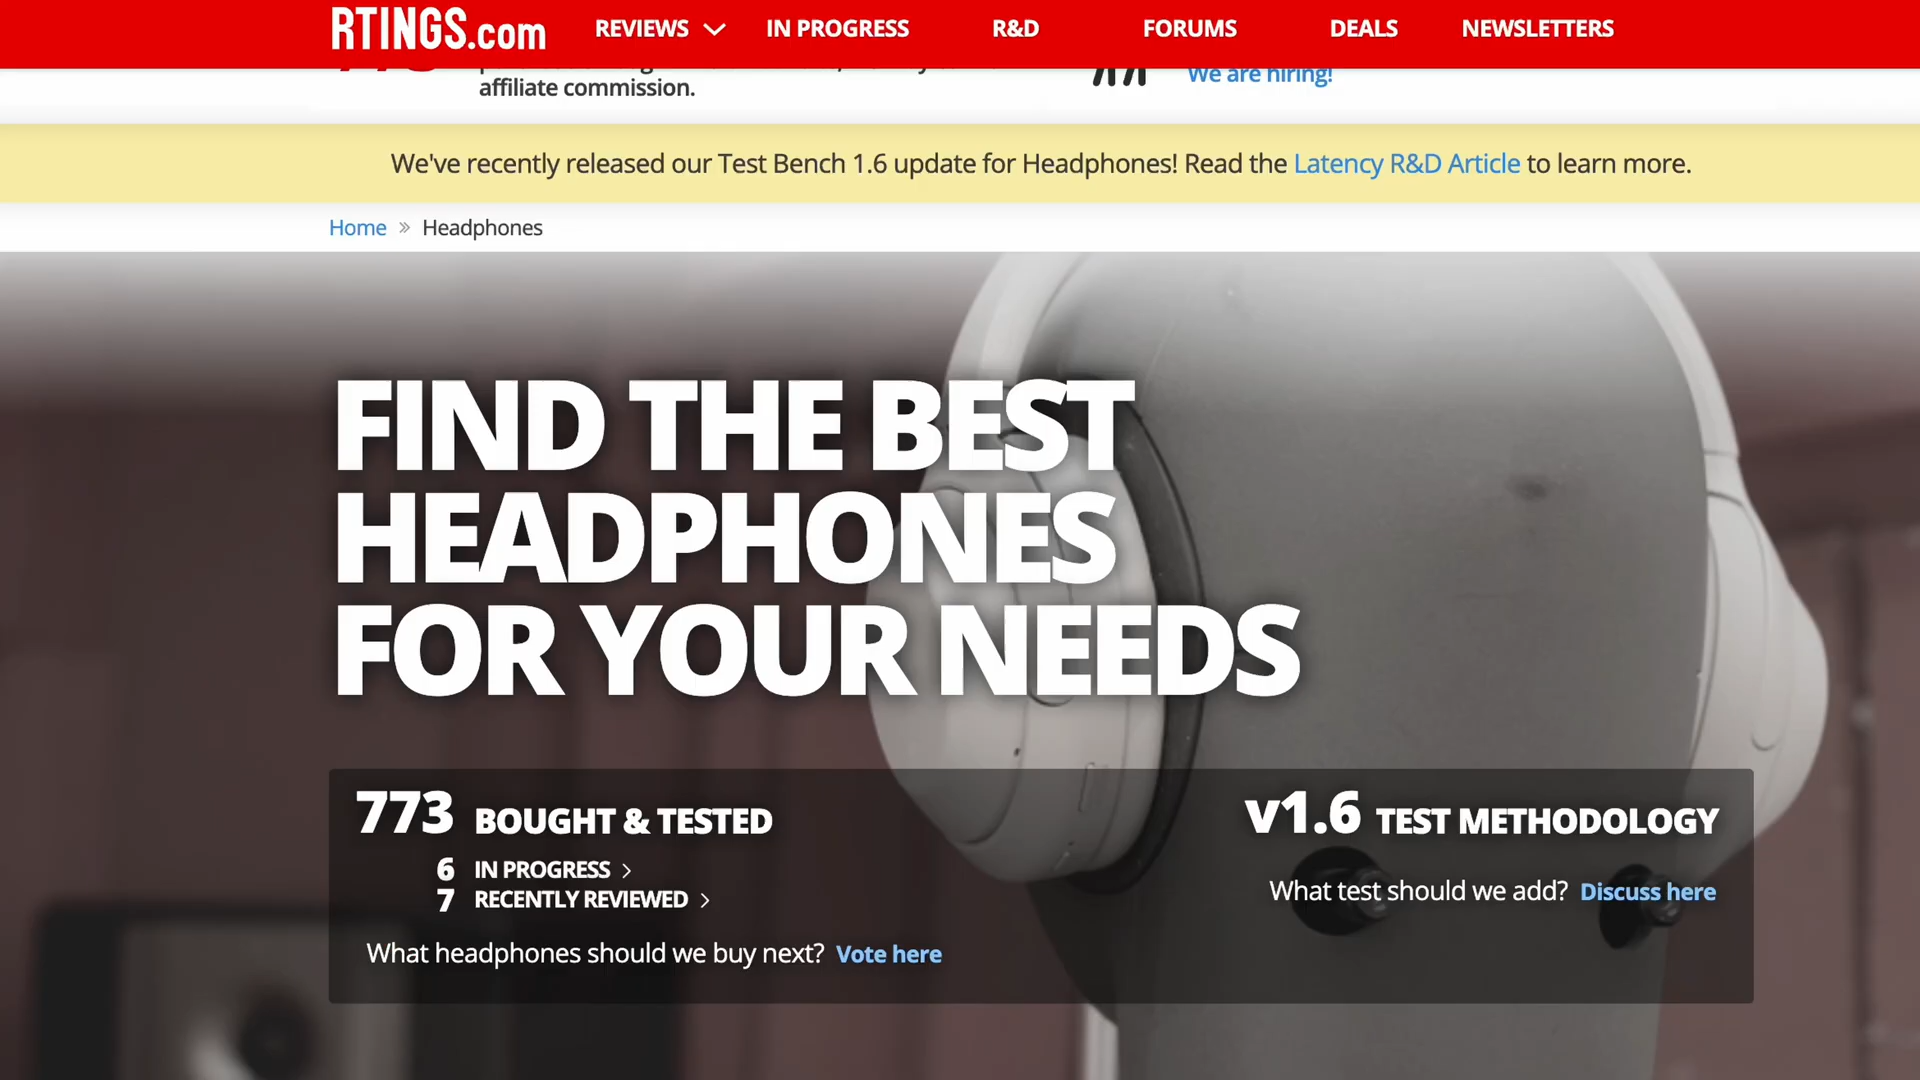 RTINGS.com REVIEWS IN PROGRESS R&D FORUMS DEALS NEWSLETTERS
affiliate commission.
We are hiring!
We've recently released our Test Bench 1.6 update for Headphones! Read the Latency R&D Article to learn more.
Home » Headphones
FIND THE BEST
HEADPHONES
FOR YOUR NEEDS
773 BOUGHT & TESTED
6 IN PROGRESS >
7 RECENTLY REVIEWED >
What headphones should we buy next? Vote here
v1.6 TEST METHODOLOGY
What test should we add? Discuss here